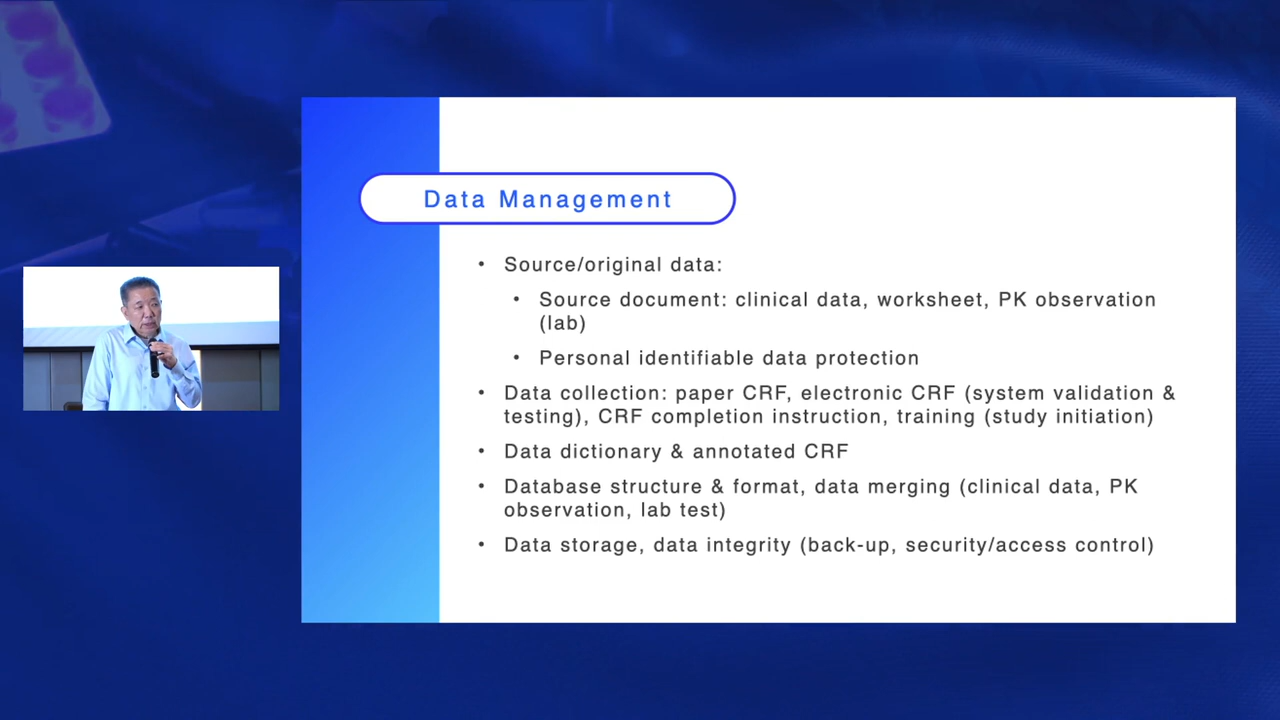 Data Management
• Source/original data:
• Source document: clinical data, worksheet, PK observation
(lab)
• Personal identifiable data protection
• Data collection: paper CRF, electronic CRF (system validation &
testing), CRF completion instruction, training (study initiation)
• Data dictionary & annotated CRF
• Database structure & format, data merging (clinical data, PK
observation, lab test)
• Data storage, data integrity (back-up, security/access control)